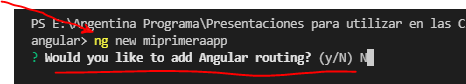 PS E:\Argentina Programa\Presentaciones para utilizar en las C
angular> ng new miprimeraapp
? Would you like to add Angular routing? (y/N) N